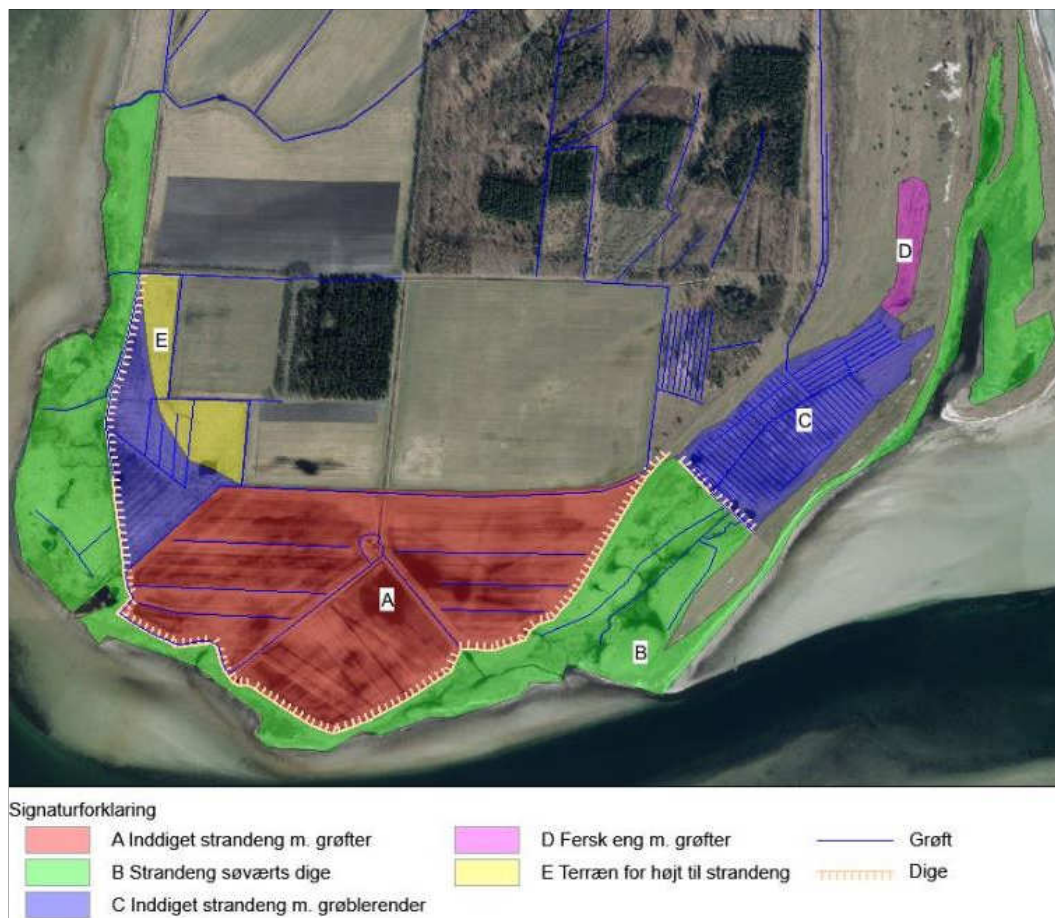 D
E
C
A
B
Signaturforklaring
A Inddiget strandeng m. grøfter
D Fersk eng m. grøfter
Grøft
B Strandeng søværts dige
E Terræn for højt til strandeng
Dige
C Inddiget strandeng m. grøblerender